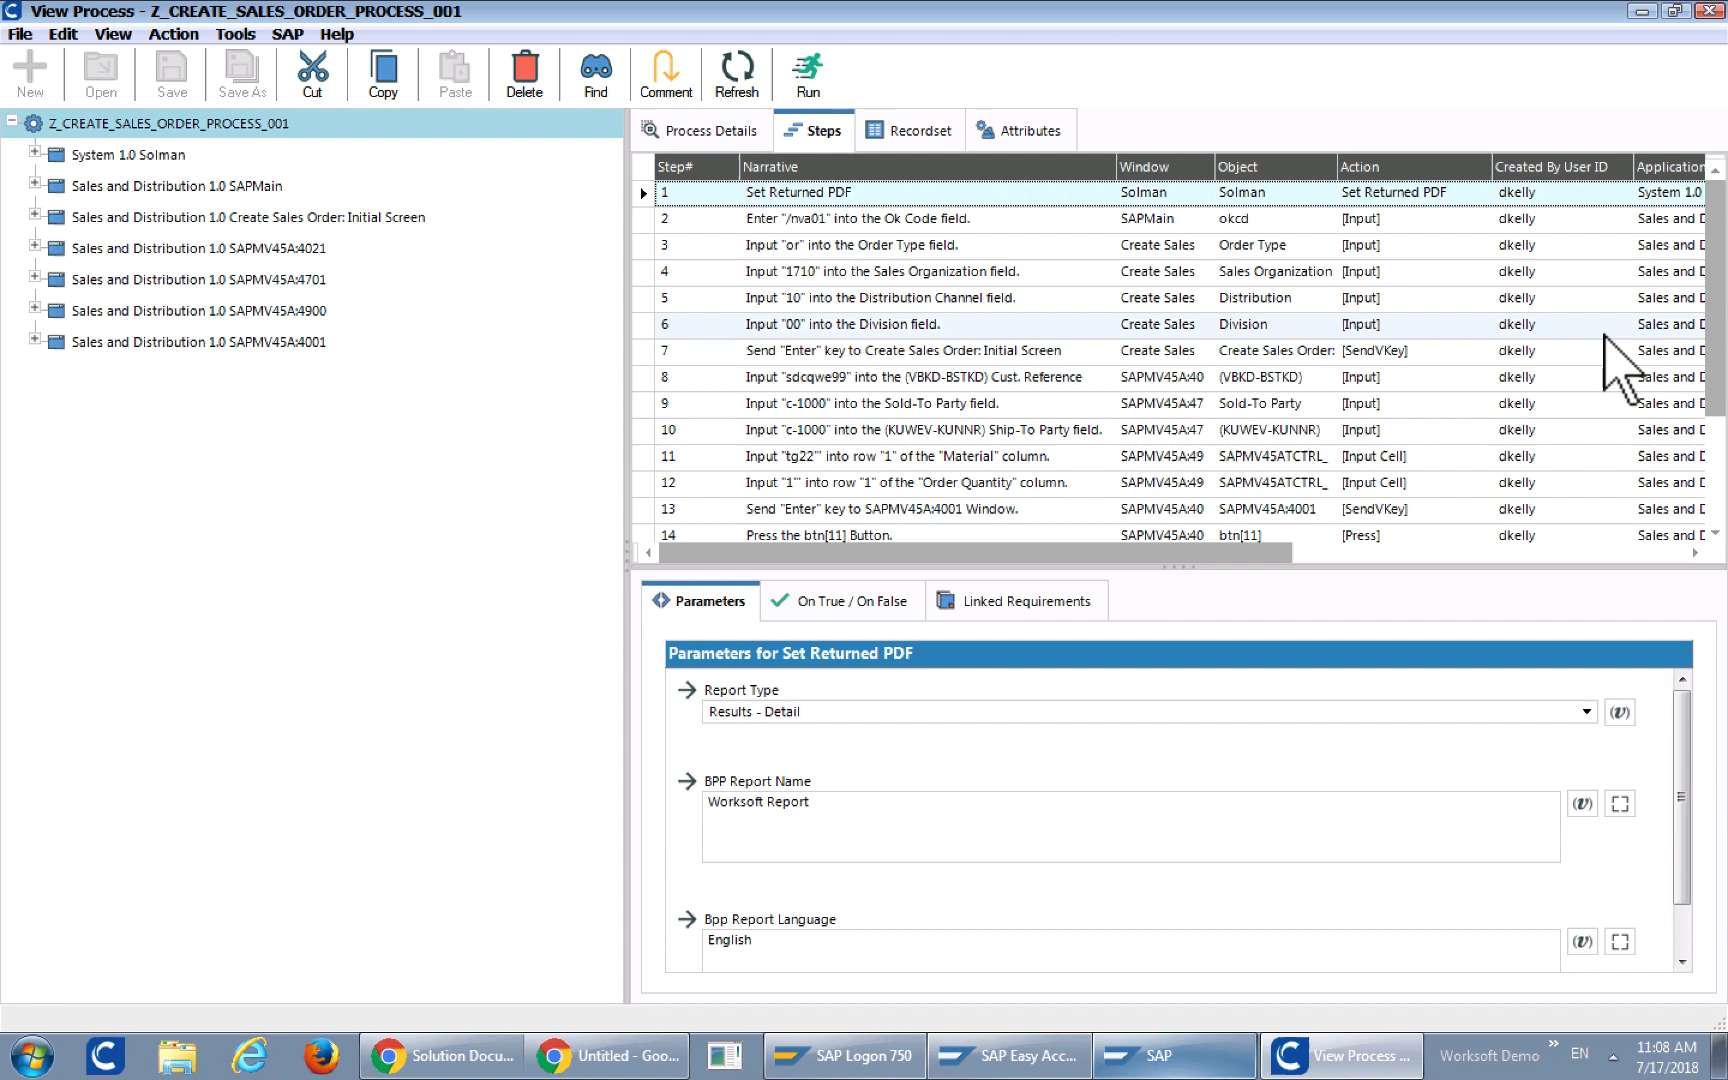 View Process - Z_CREATE_SALES_ORDER_PROCESS_001
File Edit View Action Tools SAP Help
New Open Save Save As Cut Copy Paste Delete Find Comment Refresh Run
Z_CREATE_SALES_ORDER_PROCESS_001
System 1.0 Solman
Sales and Distribution 1.0 SAPMain
Sales and Distribution 1.0 Create Sales Order: Initial Screen
Sales and Distribution 1.0 SAPMV45A:4021
Sales and Distribution 1.0 SAPMV45A:4701
Sales and Distribution 1.0 SAPMV45A:4900
Sales and Distribution 1.0 SAPMV45A:4001
Process Details Steps Recordset Attributes
Step# Narrative Window Object Action Created By User ID Application
1 Set Returned PDF Solman Solman Set Returned PDF dkelly System 1.0
2 Enter "/nva01" into the Ok Code field. SAPMain okcd [Input] dkelly Sales and D
3 Input "or" into the Order Type field. Create Sales Order Type [Input] dkelly Sales and D
4 Input "1710" into the Sales Organization field. Create Sales Sales Organization [Input] dkelly Sales and D
5 Input "10" into the Distribution Channel field. Create Sales Distribution [Input] dkelly Sales and D
6 Input "00" into the Division field. Create Sales Division [Input] dkelly Sales and D
7 Send "Enter" key to Create Sales Order: Initial Screen Create Sales Create Sales Order: [SendVKey] dkelly Sales and D
8 Input "sdcqwe99" into the (VBKD-BSTKD) Cust. Reference SAPMV45A:40 (VBKD-BSTKD) [Input] dkelly Sales and D
9 Input "c-1000" into the Sold-To Party field. SAPMV45A:47 Sold-To Party [Input] dkelly Sales and D
10 Input "c-1000" into the (KUWEV-KUNNR) Ship-To Party field. SAPMV45A:47 (KUWEV-KUNNR) [Input] dkelly Sales and D
11 Input "tg22'" into row "1" of the "Material" column. SAPMV45A:49 SAPMV45ATCTRL_ [Input Cell] dkelly Sales and D
12 Input "1'" into row "1" of the "Order Quantity" column. SAPMV45A:49 SAPMV45ATCTRL_ [Input Cell] dkelly Sales and D
13 Send "Enter" key to SAPMV45A:4001 Window. SAPMV45A:40 SAPMV45A:4001 [SendVKey] dkelly Sales and D
14 Press the btn[11] Button. SAPMV45A:40 btn[11] [Press] dkelly Sales and D
Parameters On True / On False Linked Requirements
Parameters for Set Returned PDF
Report Type
Results - Detail (v)
BPP Report Name
Worksoft Report (v)
Bpp Report Language
English (v)
Solution Docu... Untitled - Goo... SAP Logon 750 SAP Easy Acc... SAP View Process ... Worksoft Demo » EN 11:08 AM
7/17/2018